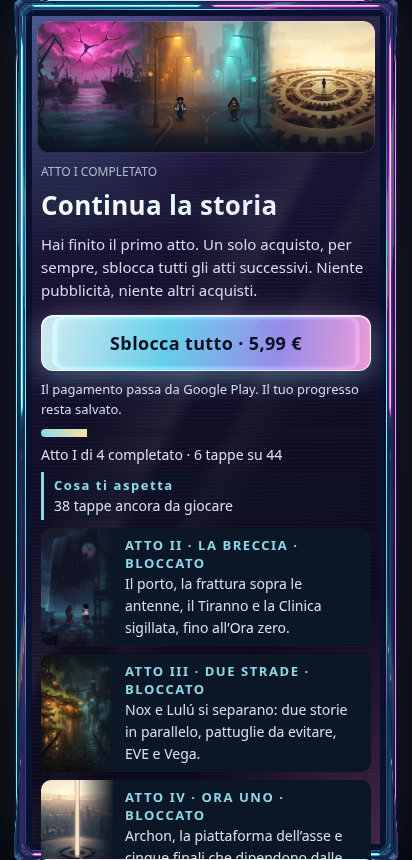 ATTO I COMPLETATO
Continua la storia
Hai finito il primo atto. Un solo acquisto, per
sempre, sblocca tutti gli atti successivi. Niente
pubblicità, niente altri acquisti.
Sblocca tutto · 5,99 €
Il pagamento passa da Google Play. Il tuo progresso
resta salvato.
Atto I di 4 completato · 6 tappe su 44
Cosa ti aspetta
38 tappe ancora da giocare
ATTO II · LA BRECCIA ·
BLOCCATO
Il porto, la frattura sopra le
antenne, il Tiranno e la Clinica
sigillata, fino all’Ora zero.
ATTO III · DUE STRADE ·
BLOCCATO
Nox e Lulú si separano: due storie
in parallelo, pattuglie da evitare,
EVE e Vega.
ATTO IV · ORA UNO ·
BLOCCATO
Archon, la piattaforma dell’asse e
cinque finali che dipendono dalle